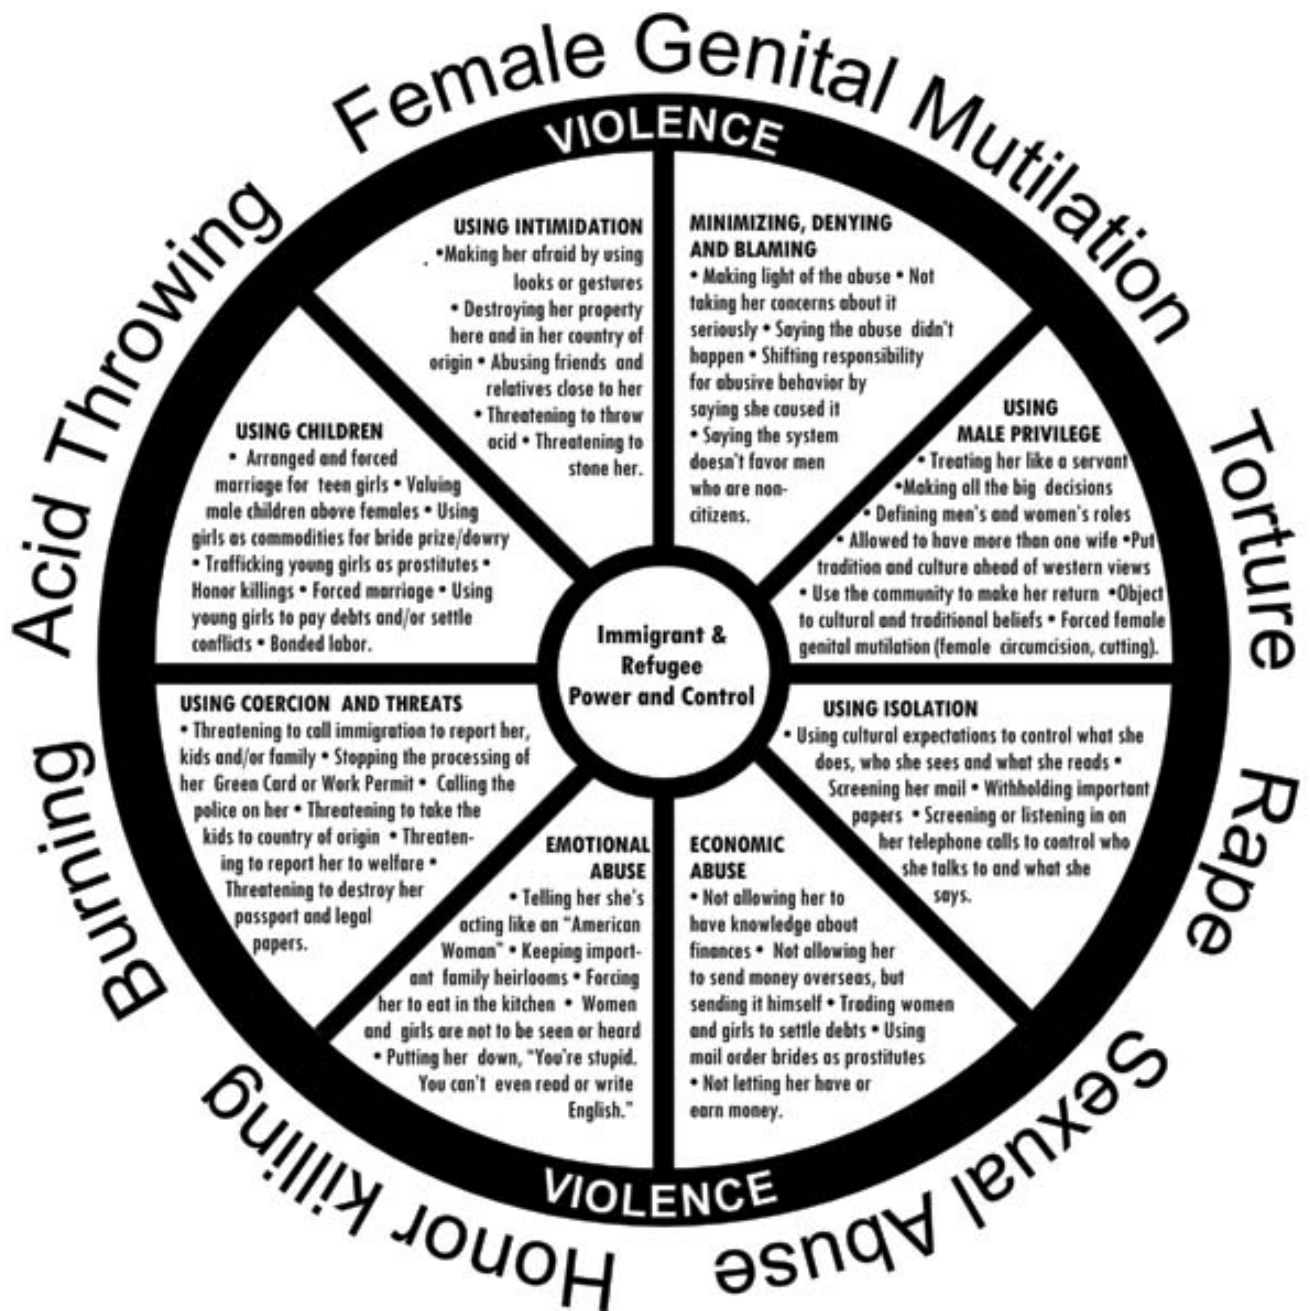 Female Genital Mutilation
Torture
Rape
Sexual Abuse
Honor killing
Burning
Acid Throwing
VIOLENCE
USING INTIMIDATION
•Making her afraid by using
looks or gestures
• Destroying her property
here and in her country of
origin • Abusing friends and
relatives close to her
• Threatening to throw
acid • Threatening to
stone her.
MINIMIZING, DENYING
AND BLAMING
• Making light of the abuse • Not
taking her concerns about it
seriously • Saying the abuse didn't
happen • Shifting responsibility
for abusive behavior by
saying she caused it
• Saying the system
doesn't favor men
who are non-
citizens.
USING
MALE PRIVILEGE
• Treating her like a servant
•Making all the big decisions
• Defining men's and women's roles
• Allowed to have more than one wife •Put
tradition and culture ahead of western views
• Use the community to make her return •Object
to cultural and traditional beliefs • Forced female
genital mutilation (female circumcision, cutting).
USING ISOLATION
• Using cultural expectations to control what she
does, who she sees and what she reads •
Screening her mail • Withholding important
papers • Screening or listening in on
her telephone calls to control who
she talks to and what she
says.
ECONOMIC
ABUSE
• Not allowing her to
have knowledge about
finances • Not allowing her
to send money overseas, but
sending it himself • Trading women
and girls to settle debts • Using
mail order brides as prostitutes
• Not letting her have or
earn money.
EMOTIONAL
ABUSE
• Telling her she's
acting like an "American
Woman" • Keeping import-
ant family heirlooms • Forcing
her to eat in the kitchen • Women
and girls are not to be seen or heard
• Putting her down, "You're stupid.
You can't even read or write
English."
USING COERCION AND THREATS
• Threatening to call immigration to report her,
kids and/or family • Stopping the processing of
her Green Card or Work Permit • Calling the
police on her • Threatening to take the
kids to country of origin • Threaten-
ing to report her to welfare •
Threatening to destroy her
passport and legal
papers.
USING CHILDREN
• Arranged and forced
marriage for teen girls • Valuing
male children above females • Using
girls as commodities for bride prize/dowry
• Trafficking young girls as prostitutes •
Honor killings • Forced marriage • Using
young girls to pay debts and/or settle
conflicts • Bonded labor.
Immigrant &
Refugee
Power and Control
VIOLENCE